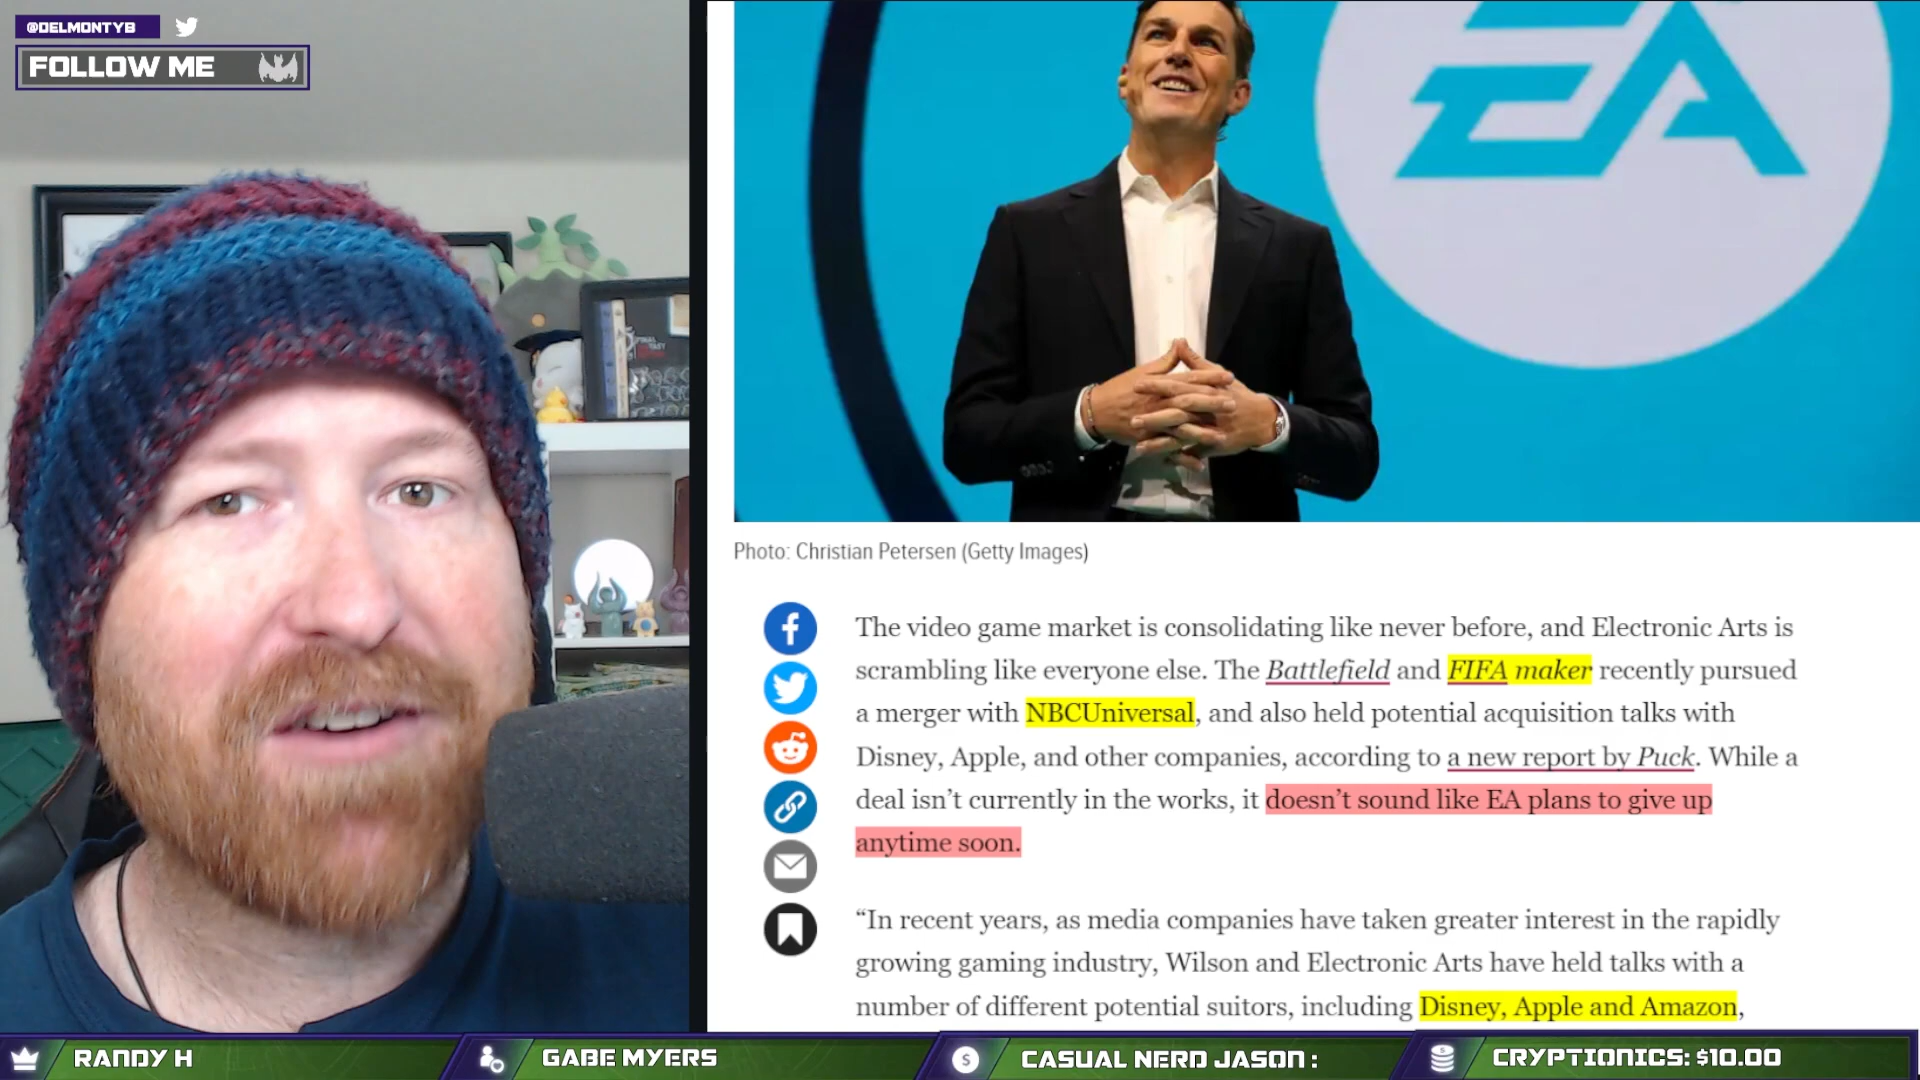 @DELMONTYB
FOLLOW ME
EA
FINAL
Photo: Christian Petersen (Getty Images)
The video game market is consolidating like never before, and Electronic Arts is
scrambling like everyone else. The Battlefield and FIFA maker recently pursued
a merger with NBCUniversal, and also held potential acquisition talks with
Disney, Apple, and other companies, according to a new report by Puck. While a
deal isn’t currently in the works, it doesn’t sound like EA plans to give up
anytime soon.
“In recent years, as media companies have taken greater interest in the rapidly
growing gaming industry, Wilson and Electronic Arts have held talks with a
number of different potential suitors, including Disney, Apple and Amazon,
RANDY H
GABE MYERS
CASUAL NERD JASON :
CRYPTIONICS: $10.00